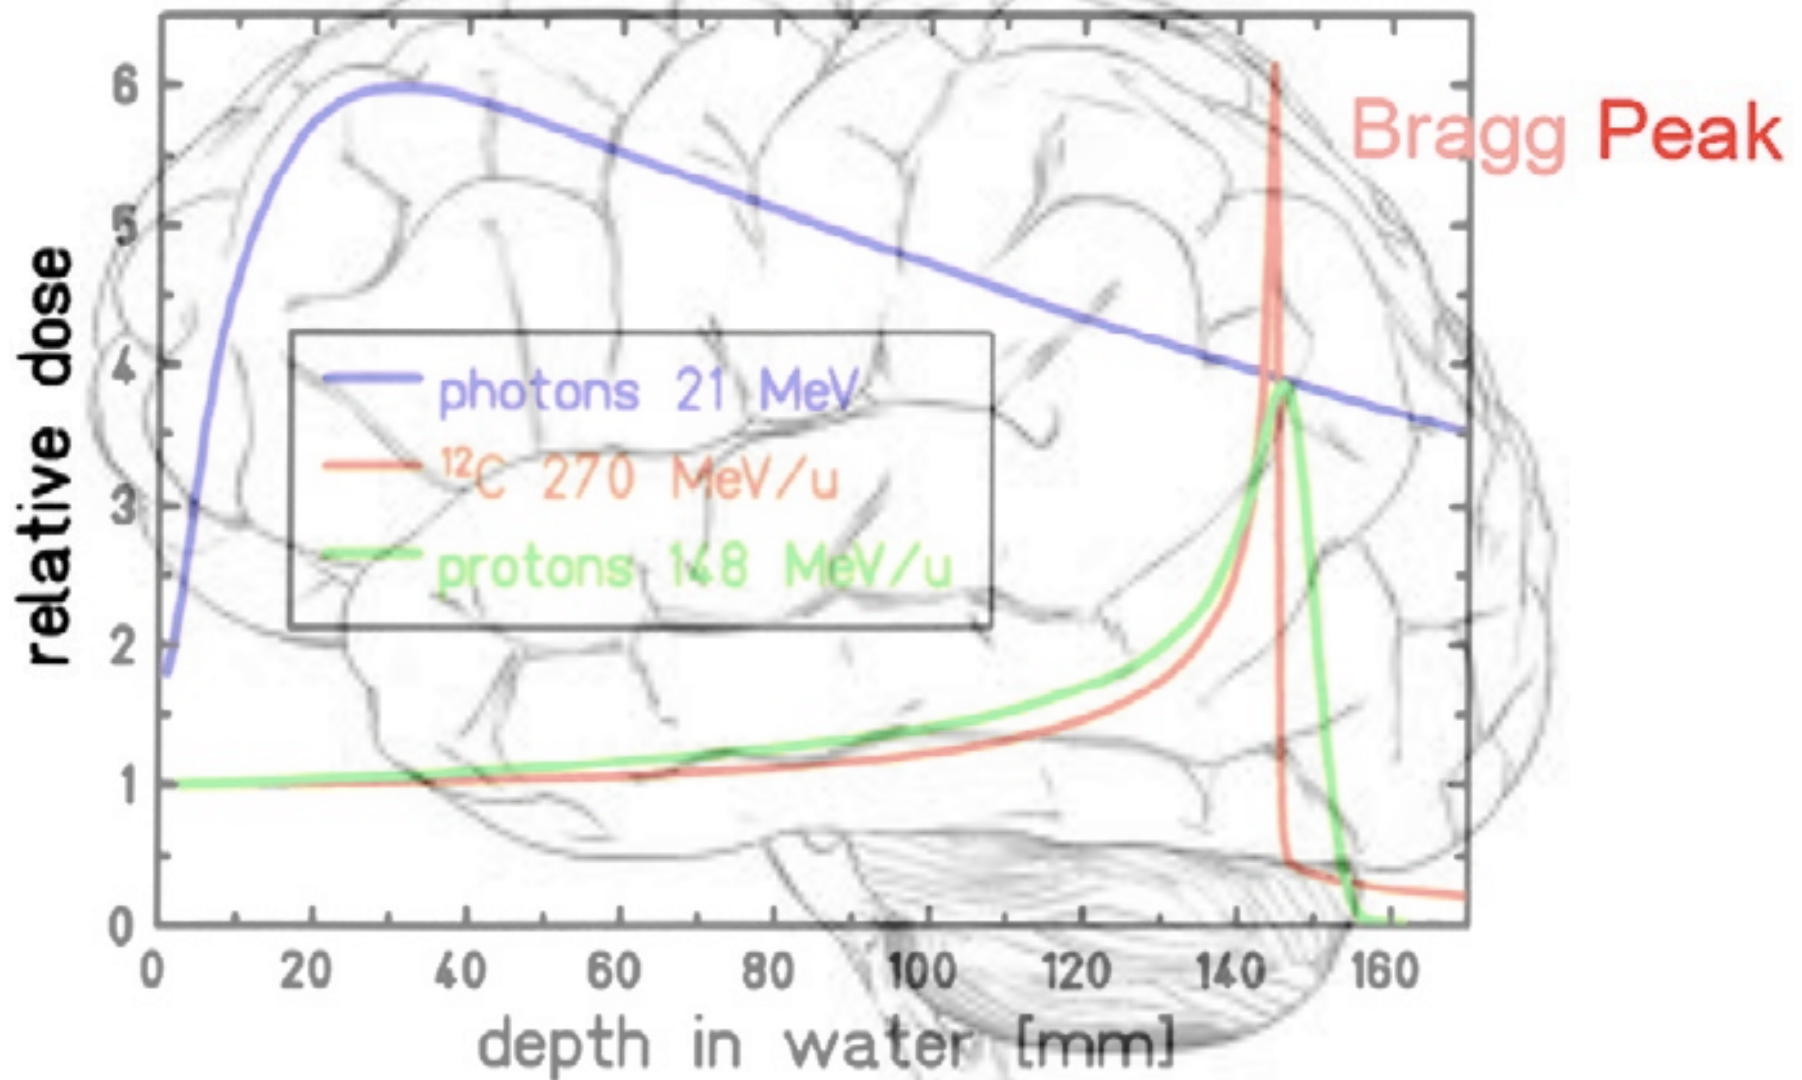 6
Bragg Peak
5
4
3
2
1
0
relative dose
photons 21 MeV
¹²C 270 MeV/u
protons 148 MeV/u
0 20 40 60 80 100 120 140 160
depth in water [mm]